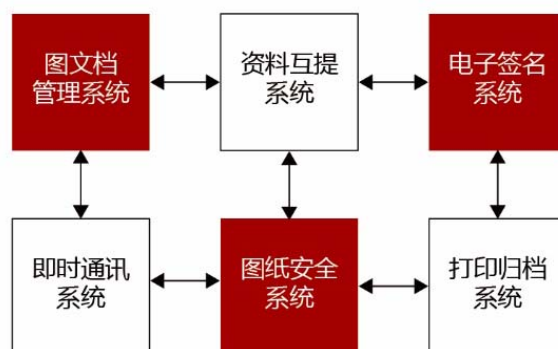 图文档
管理系统
资料互提
系统
电子签名
系统
即时通讯
系统
图纸安全
系统
打印归档
系统